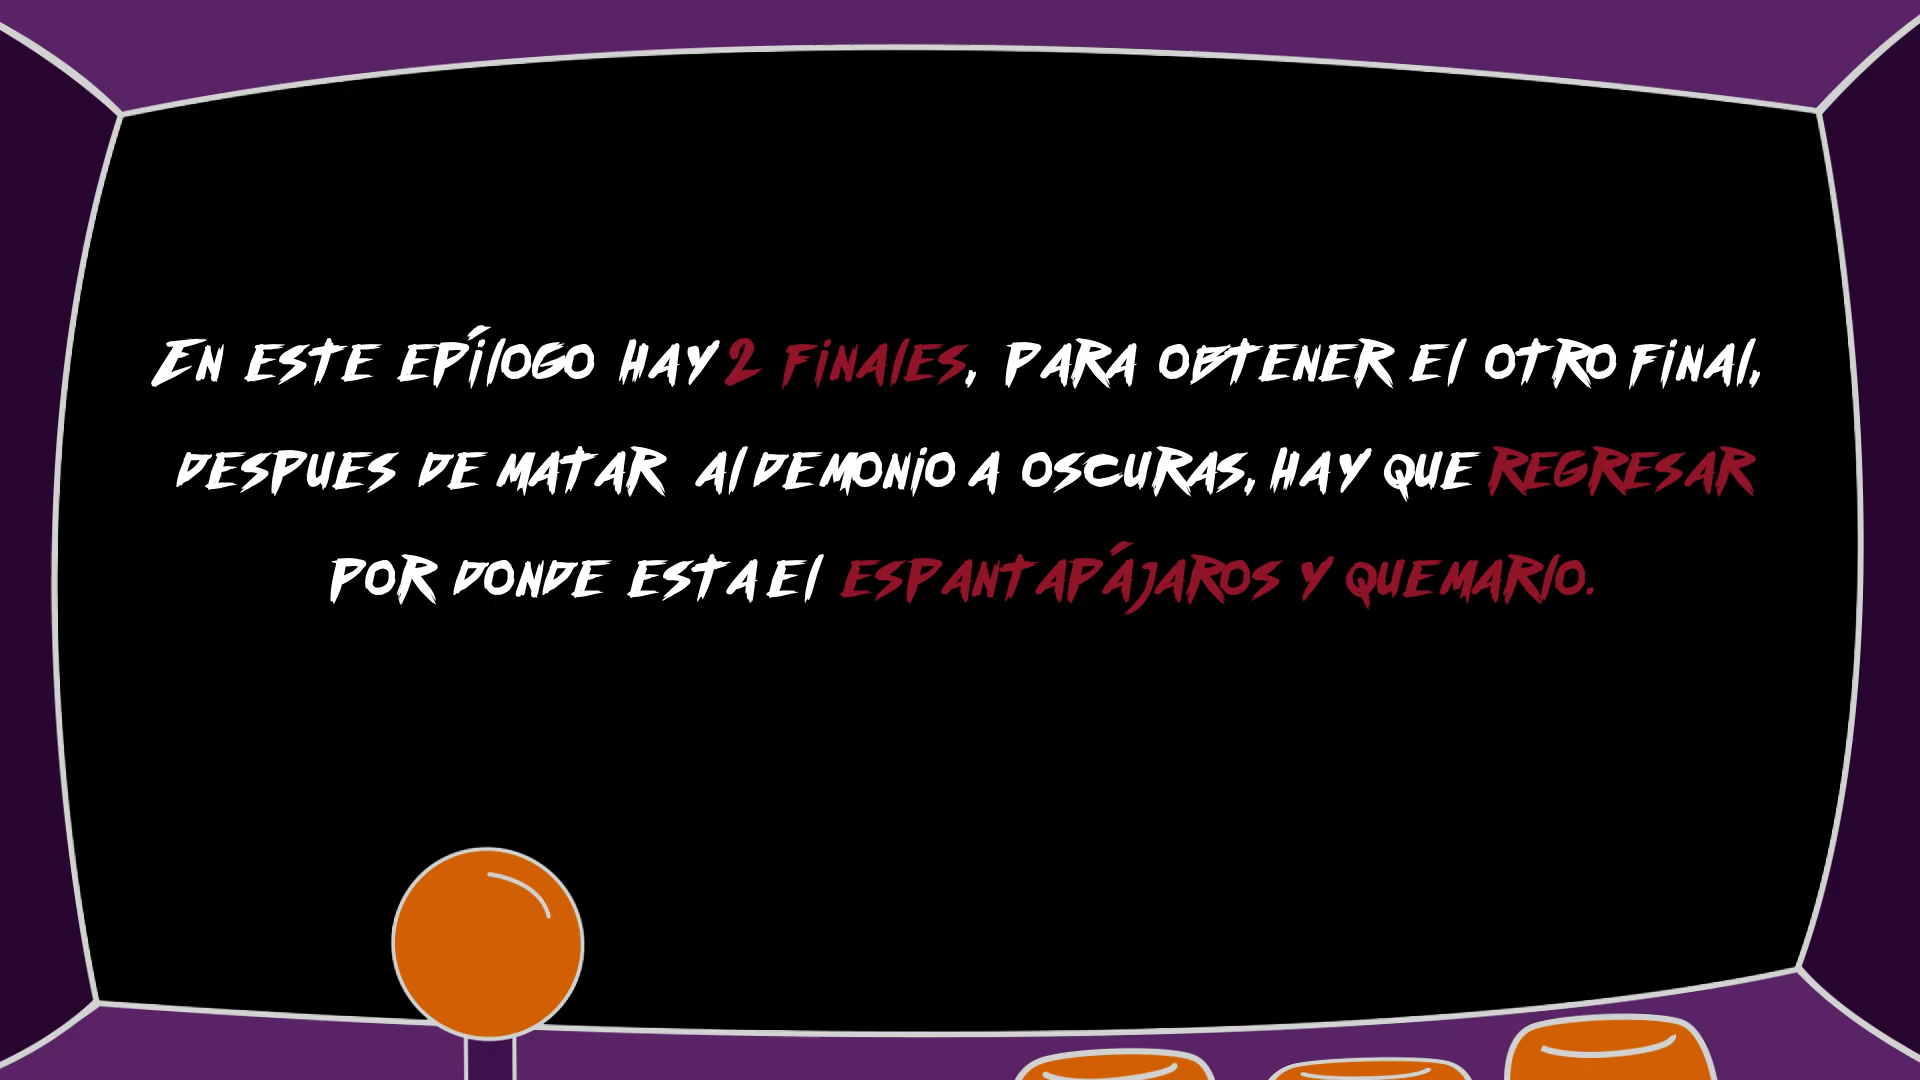 En este epílogo hay 2 finales, para obtener el otro final,
despues de matar al demonio a oscuras, hay que regresar
por donde esta el espantapájaros y quemarlo.